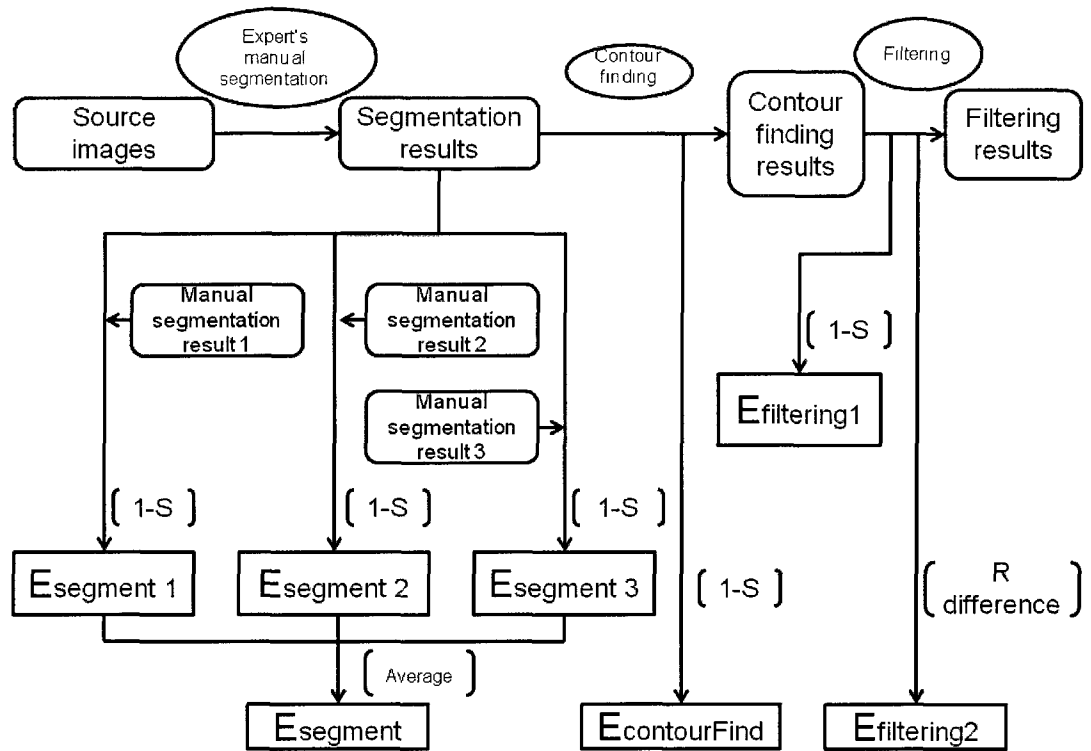 Expert's
manual
segmentation
Contour
finding
Filtering
Source
images
Segmentation
results
Contour
finding
results
Filtering
results
Manual
segmentation
result 1
Manual
segmentation
result 2
Manual
segmentation
result 3
(1-S)
Efiltering1
(1-S)
(1-S)
(1-S)
Esegment 1
Esegment 2
Esegment 3
(1-S)
(R
difference)
(Average)
Esegment
EcontourFind
Efiltering2